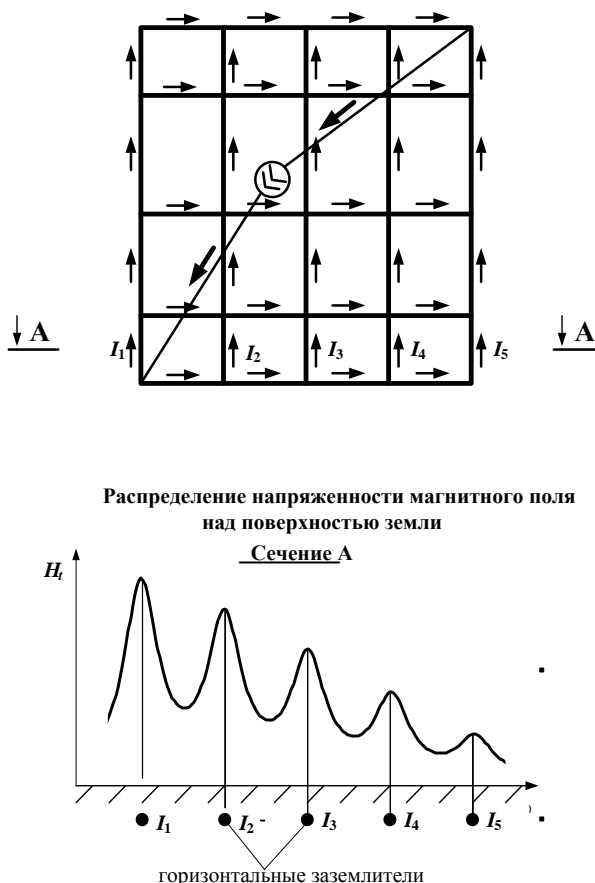 A A
I1 I2 I3 I4 I5
Распределение напряженности магнитного поля
над поверхностью земли
Сечение А
Ht
I1 I2 - I3 I4 I5
горизонтальные заземлители